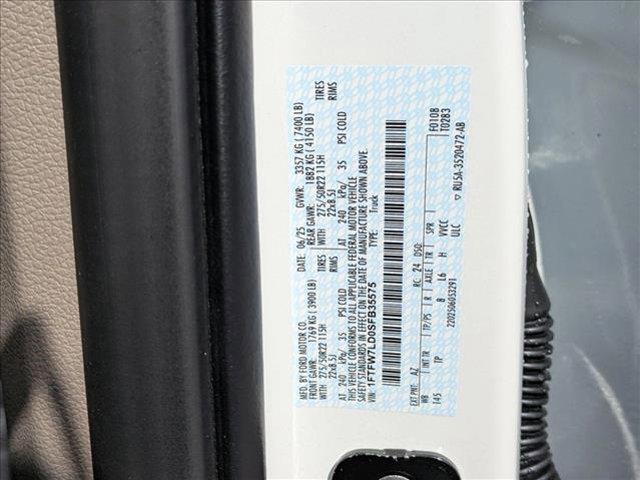 MFD. BY FORD MOTOR CO.
DATE: 06/25 GVWR: 3357 KG ( 7400 LB)
FRONT GAWR: 1769 KG (3900 LB) REAR GAWR: 1882 KG ( 4150 LB)
WITH 275/50R22 115H TIRES WITH 275/50R22 115H TIRES
22x8.5J RIMS 22x8.5J RIMS
AT 240 kPa/ 35 PSI COLD AT 240 kPa/ 35 PSI COLD
THIS VEHICLE CONFORMS TO ALL APPLICABLE FEDERAL MOTOR VEHICLE
SAFETY STANDARDS IN EFFECT ON THE DATE OF MANUFACTURE SHOWN ABOVE.
VIN: 1FTFW7LD0SFB35575 TYPE: Truck
F0108
T0283
EXT PNT: AZ RC: 24 DSO:
WB INT TR TP/PS R AXLE TR SPR
145 TP 8 L6 H VVCC
ULC
2202506053291
RU5A-3520472-AB